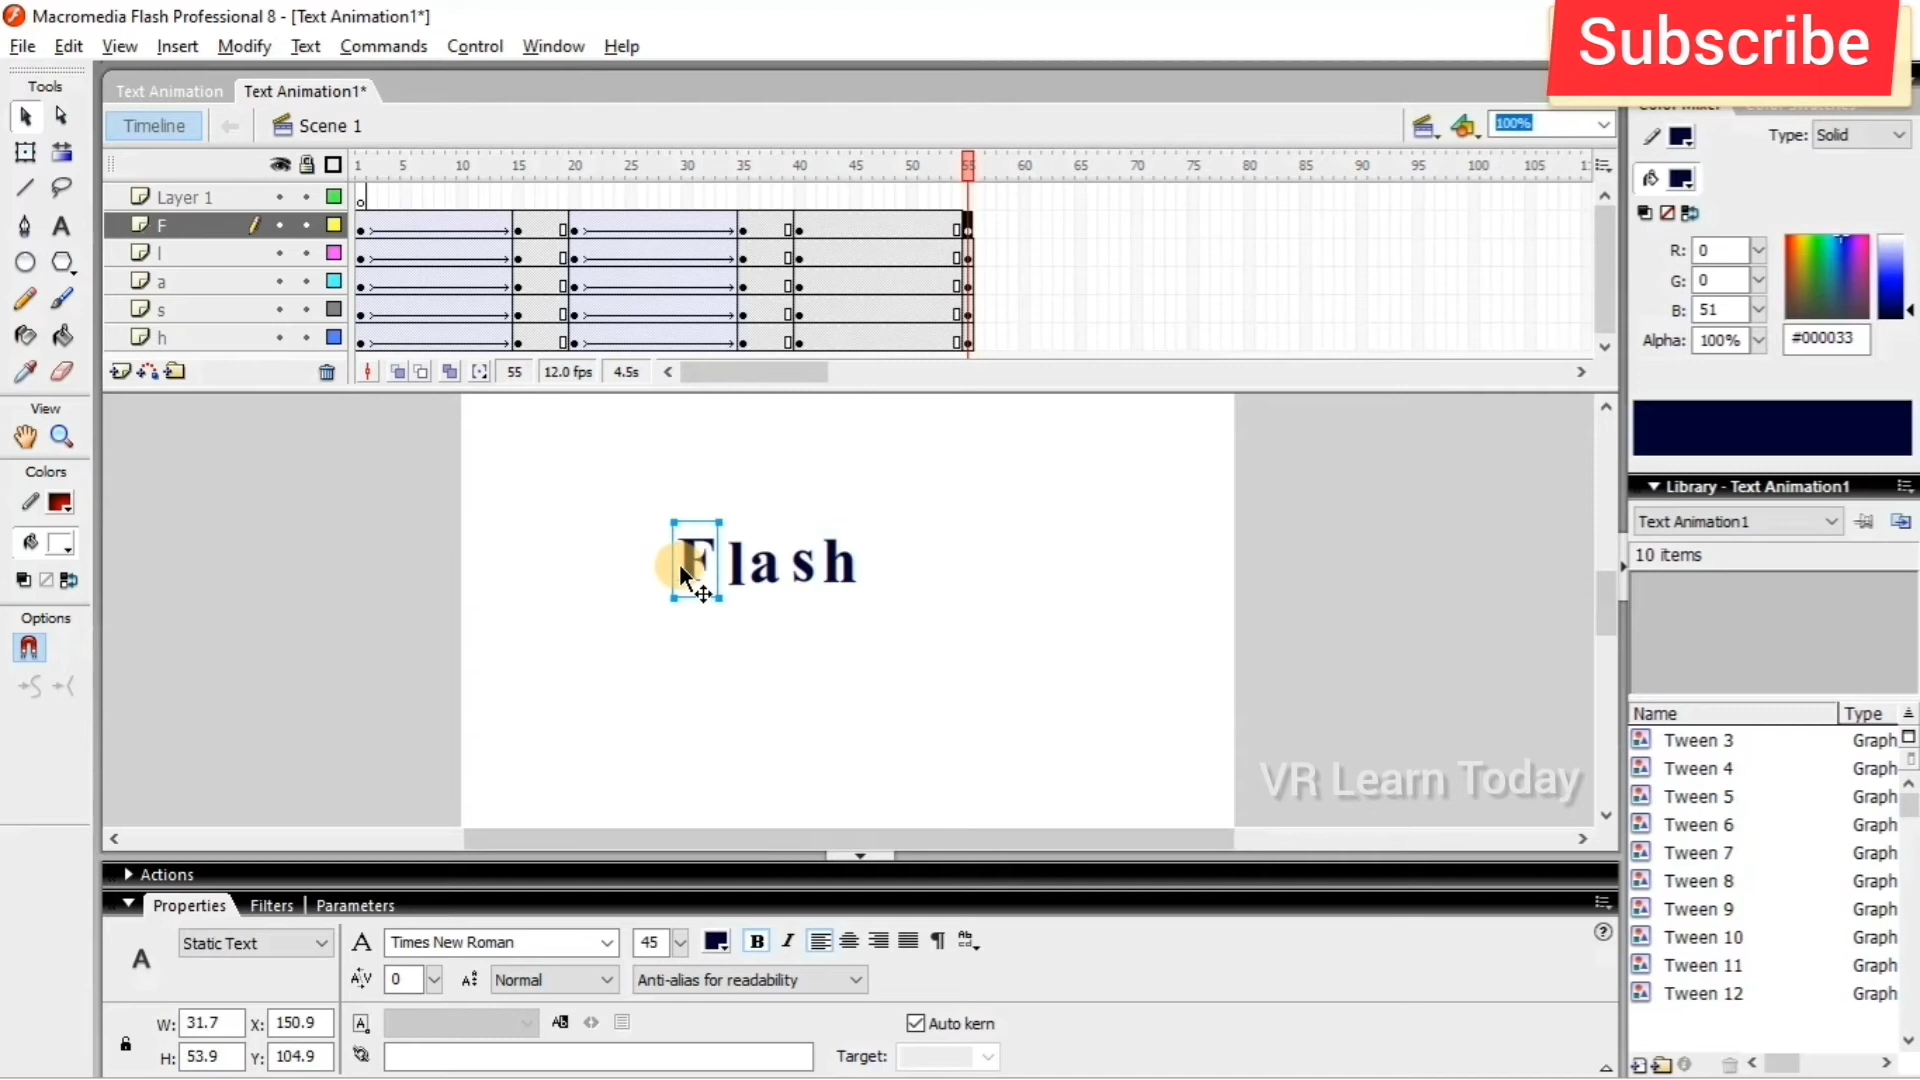 Macromedia Flash Professional 8 - [Text Animation1*]
Subscribe
File Edit View Insert Modify Text Commands Control Window Help
Tools
Text Animation Text Animation1*
Timeline Scene 1 100%
Type: Solid
1 5 10 15 20 25 30 35 40 45 50 55 60 65 70 75 80 85 90 95 100 105
Layer 1
F
l
a
s
h
R: 0
G: 0
B: 51
Alpha: 100% #000033
55 12.0 fps 4.5s
View
Colors
Options
Flash
VR Learn Today
Library - Text Animation1
Text Animation1
10 items
Name Type
Tween 3 Graph
Tween 4 Graph
Tween 5 Graph
Tween 6 Graph
Tween 7 Graph
Tween 8 Graph
Tween 9 Graph
Tween 10 Graph
Tween 11 Graph
Tween 12 Graph
Actions
Properties Filters Parameters
A Static Text A Times New Roman 45 B I
A/V 0 Normal Anti-alias for readability
W: 31.7 X: 150.9 Auto kern
H: 53.9 Y: 104.9 Target: